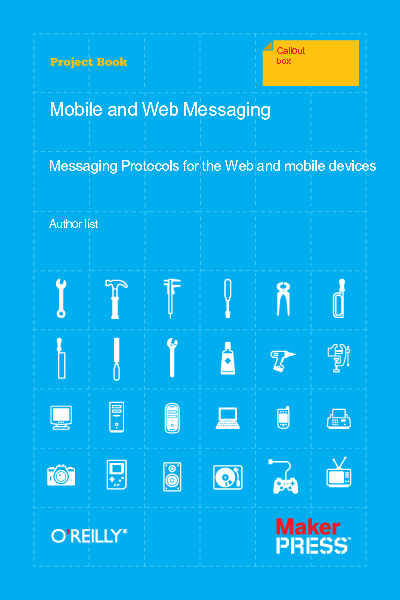 Project Book
Callout
box
Mobile and Web Messaging
Messaging Protocols for the Web and mobile devices
Author list
O'REILLY®
Maker
PRESS™